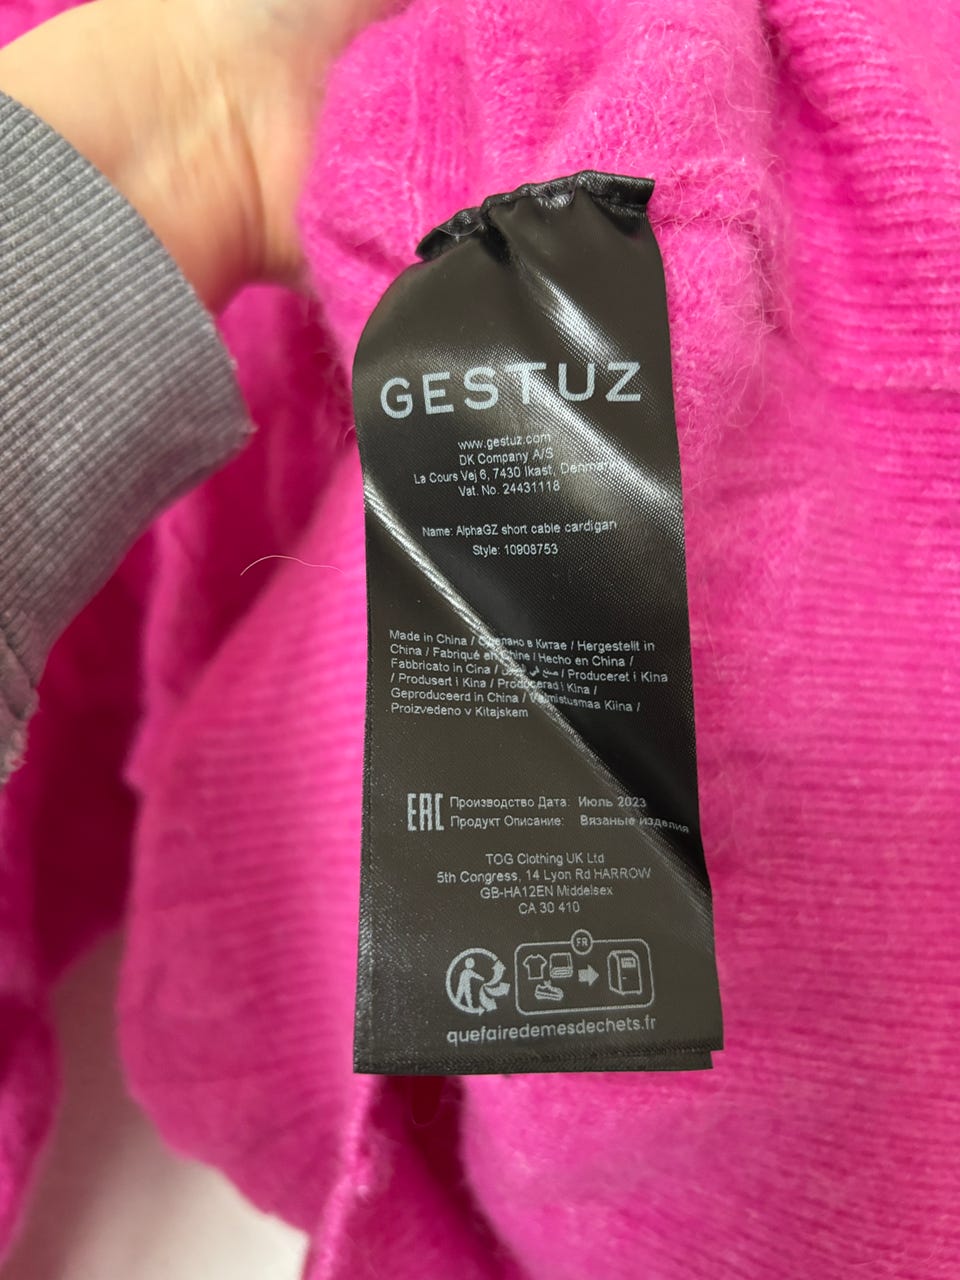 GESTUZ
www.gestuz.com
DK Company A/S
La Cours Vej 6, 7430 Ikast, Denmark
Vat. No. 24431118
Name: AlphaGZ short cable cardigan
Style: 10908753
Made in China / Сделано в Китае / Hergestellt in
China / Fabriqué en Chine / Hecho en China /
Fabbricato in Cina / صنع في / Produceret i Kina
/ Produsert i Kina / Producerad i Kina /
Geproduceerd in China / Valmistusmaa Kiina /
Proizvedeno v Kitajskem
EAC Производство Дата: Июль 2023
Продукт Описание: Вязаные изделия
TOG Clothing UK Ltd
5th Congress, 14 Lyon Rd HARROW
GB-HA12EN Middelsex
CA 30 410
FR
quefairedemesdechets.fr